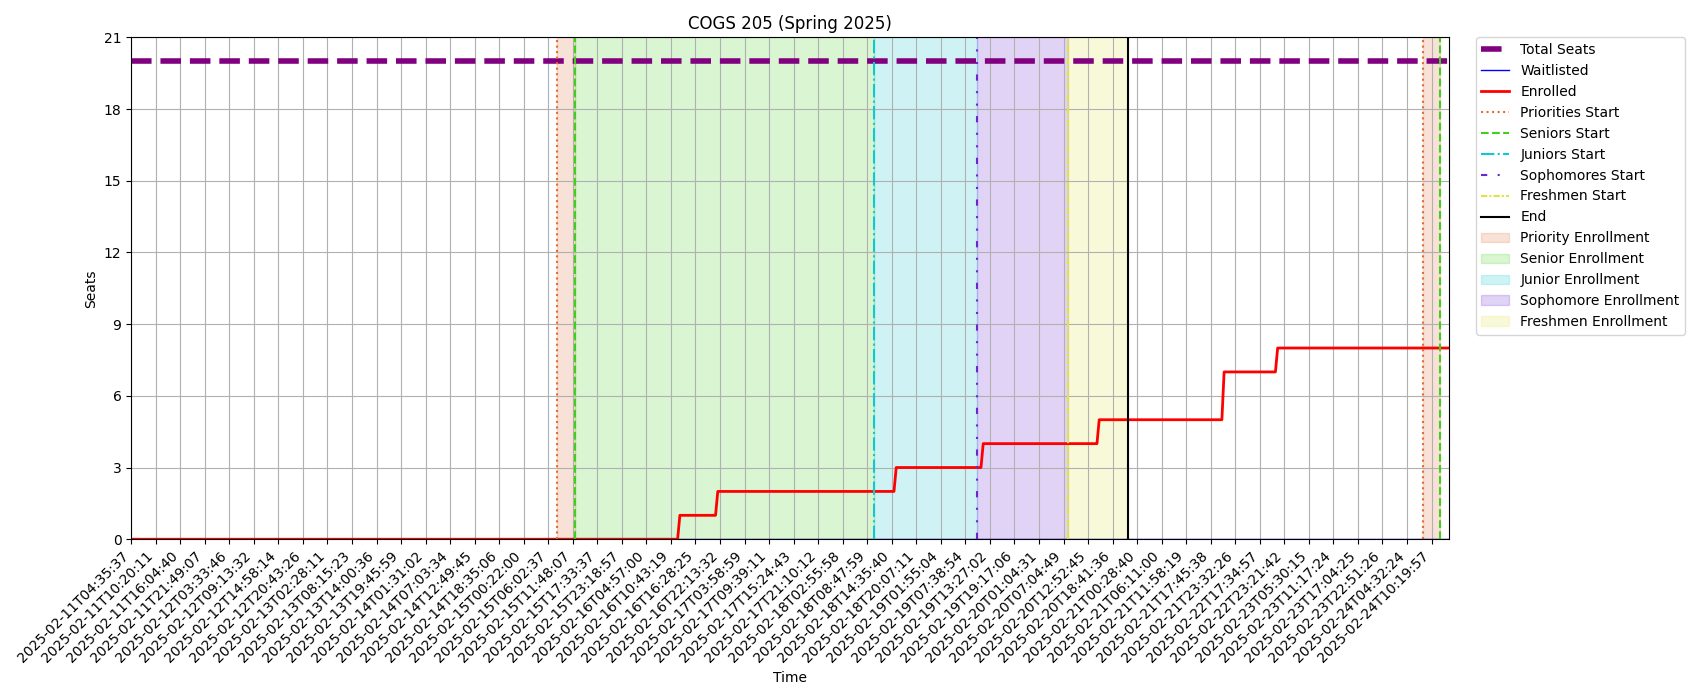 COGS 205 (Spring 2025)
21
18
15
12
9
6
3
0
Seats
2025-02-11T04:35:37
2025-02-11T10:20:11
2025-02-11T16:04:40
2025-02-11T21:49:07
2025-02-12T03:33:46
2025-02-12T09:13:32
2025-02-12T14:58:14
2025-02-12T20:43:26
2025-02-13T02:28:11
2025-02-13T08:15:23
2025-02-13T14:00:36
2025-02-13T19:45:59
2025-02-14T01:31:02
2025-02-14T07:03:34
2025-02-14T12:49:45
2025-02-14T18:35:06
2025-02-15T00:22:00
2025-02-15T06:02:37
2025-02-15T11:48:07
2025-02-15T17:33:37
2025-02-15T23:18:57
2025-02-16T04:57:00
2025-02-16T10:43:19
2025-02-16T16:28:25
2025-02-16T22:13:32
2025-02-17T03:58:59
2025-02-17T09:39:11
2025-02-17T15:24:43
2025-02-17T21:10:12
2025-02-18T02:55:58
2025-02-18T08:47:59
2025-02-18T14:35:40
2025-02-18T20:07:11
2025-02-19T01:55:04
2025-02-19T07:38:54
2025-02-19T13:27:02
2025-02-19T19:17:06
2025-02-20T01:04:31
2025-02-20T07:04:49
2025-02-20T12:52:45
2025-02-20T18:41:36
2025-02-21T00:28:40
2025-02-21T06:11:00
2025-02-21T11:58:19
2025-02-21T17:45:38
2025-02-21T23:32:26
2025-02-22T17:34:57
2025-02-22T23:21:42
2025-02-23T05:30:15
2025-02-23T11:17:24
2025-02-23T17:04:25
2025-02-23T22:51:26
2025-02-24T04:32:24
2025-02-24T10:19:57
Time
Total Seats
Waitlisted
Enrolled
Priorities Start
Seniors Start
Juniors Start
Sophomores Start
Freshmen Start
End
Priority Enrollment
Senior Enrollment
Junior Enrollment
Sophomore Enrollment
Freshmen Enrollment